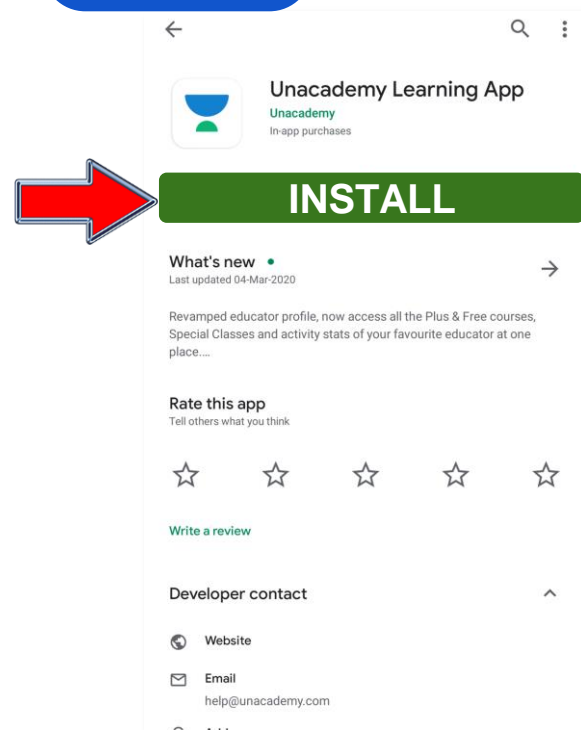 Unacademy Learning App
Unacademy
In-app purchases
INSTALL
What's new
Last updated 04-Mar-2020
Revamped educator profile, now access all the Plus & Free courses,
Special Classes and activity stats of your favourite educator at one
place....
Rate this app
Tell others what you think
Write a review
Developer contact
Website
Email
help@unacademy.com